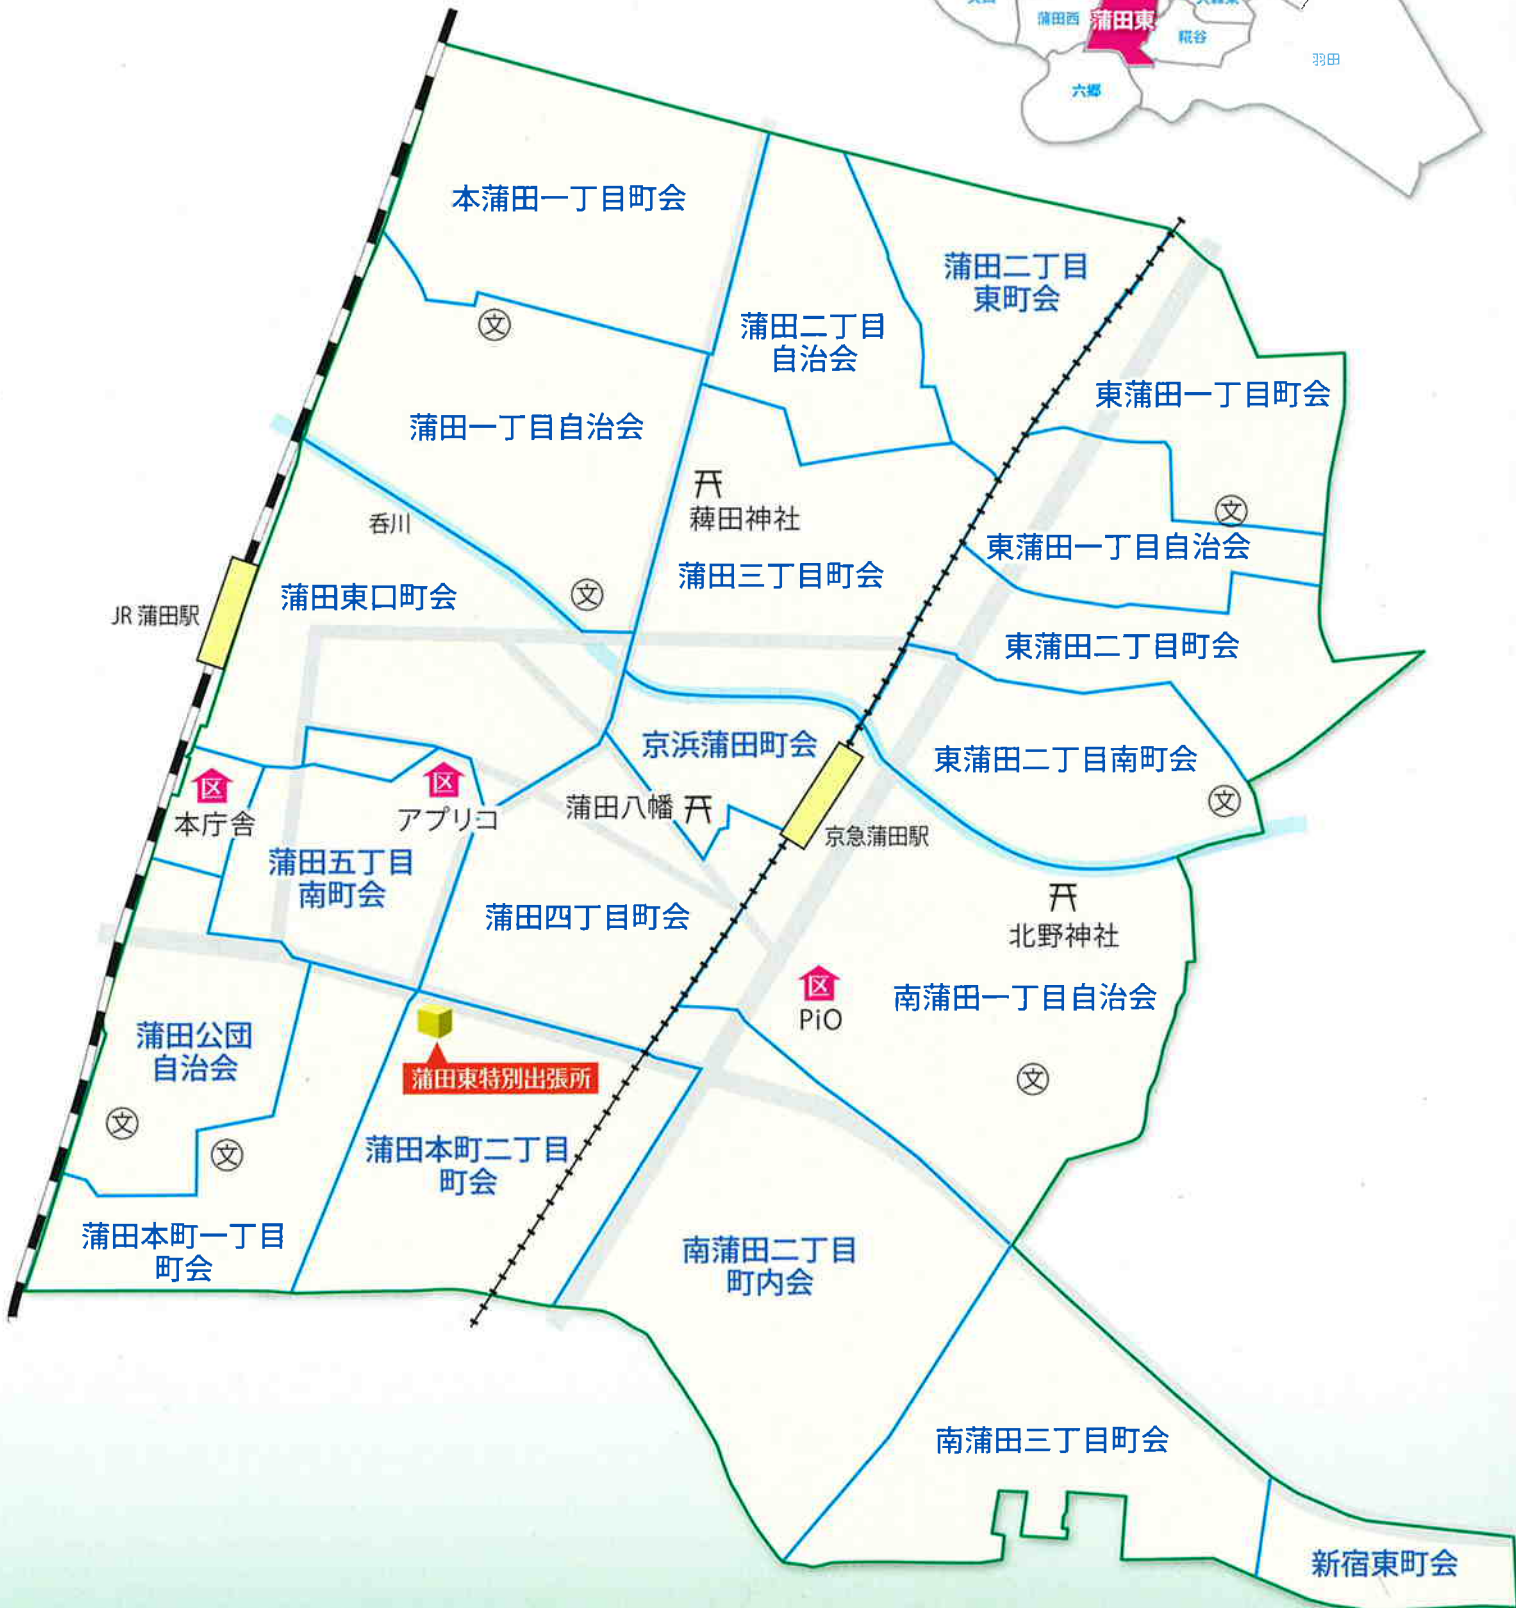 蒲田西
蒲田東
糀谷
羽田
六郷
本蒲田一丁目町会
蒲田二丁目
東町会
蒲田二丁目
自治会
東蒲田一丁目町会
文
蒲田一丁目自治会
薭田神社
文
呑川
東蒲田一丁目自治会
蒲田三丁目町会
蒲田東口町会
文
JR 蒲田駅
東蒲田二丁目町会
京浜蒲田町会
東蒲田二丁目南町会
区
本庁舎
区
アプリコ
蒲田八幡
文
京急蒲田駅
蒲田五丁目
南町会
蒲田四丁目町会
北野神社
区
PiO
南蒲田一丁目自治会
蒲田公団
自治会
蒲田東特別出張所
文
文
文
蒲田本町二丁目
町会
蒲田本町一丁目
町会
南蒲田二丁目
町内会
南蒲田三丁目町会
新宿東町会